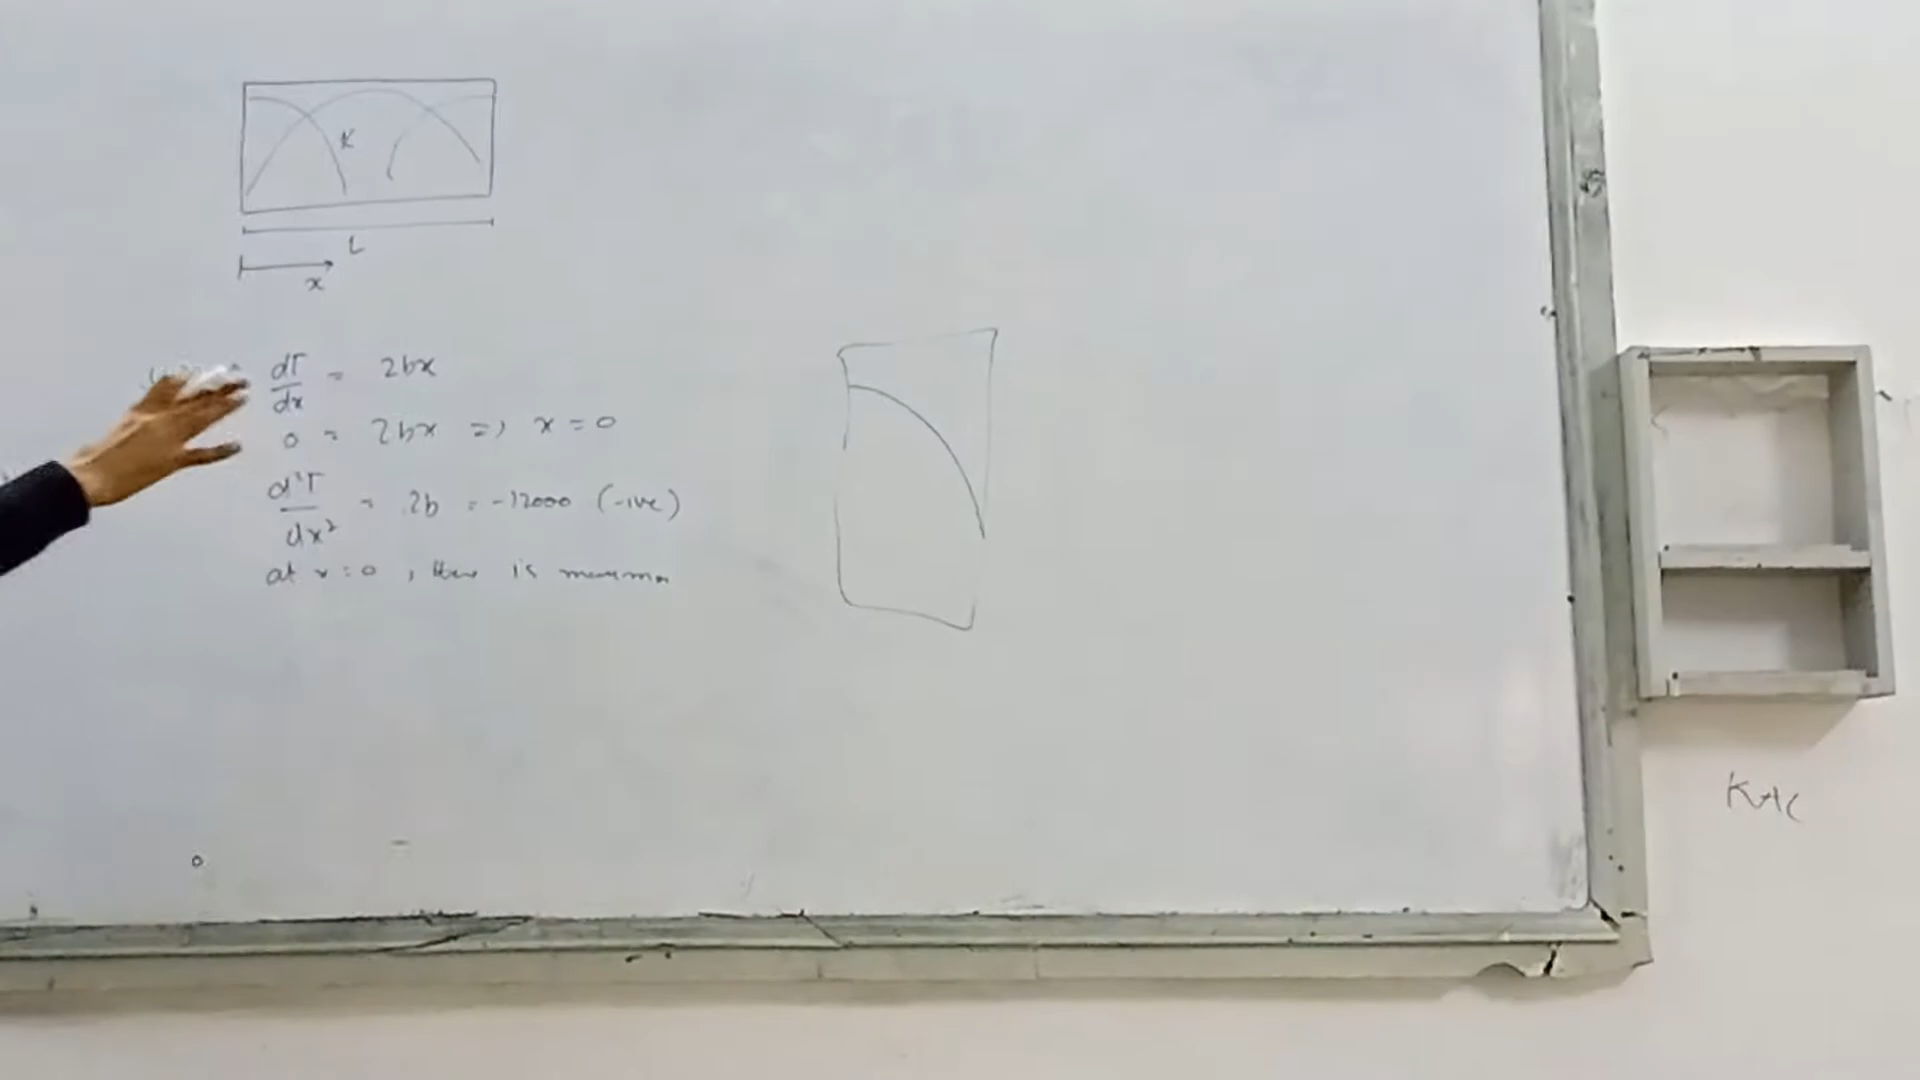 K
L
x
dT/dx = 2bx
0 = 2bx => x = 0
d²T/dx² = 2b = -12000 (-ive)
at x = 0, there is maxima